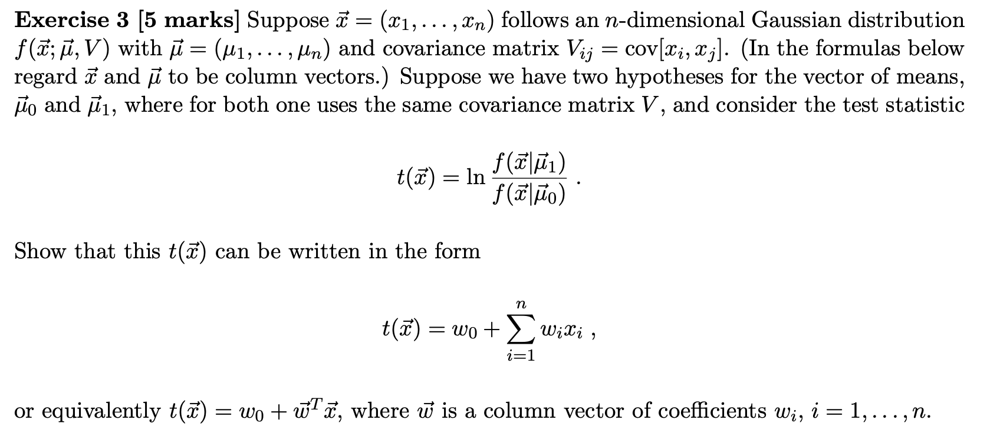 Exercise 3 [5 marks] Suppose $\vec{x} = (x_1, \ldots, x_n)$ follows an $n$-dimensional Gaussian distribution
$f(\vec{x}; \vec{\mu}, V)$ with $\vec{\mu} = (\mu_1, \ldots, \mu_n)$ and covariance matrix $V_{ij} = \mathrm{cov}[x_i, x_j]$. (In the formulas below
regard $\vec{x}$ and $\vec{\mu}$ to be column vectors.) Suppose we have two hypotheses for the vector of means,
$\vec{\mu}_0$ and $\vec{\mu}_1$, where for both one uses the same covariance matrix $V$, and consider the test statistic
$t(\vec{x}) = \ln \frac{f(\vec{x}|\vec{\mu}_1)}{f(\vec{x}|\vec{\mu}_0)} \, .$
Show that this $t(\vec{x})$ can be written in the form
$t(\vec{x}) = w_0 + \sum_{i=1}^{n} w_i x_i \, ,$
or equivalently $t(\vec{x}) = w_0 + \vec{w}^T \vec{x}$, where $\vec{w}$ is a column vector of coefficients $w_i$, $i = 1, \ldots, n$.